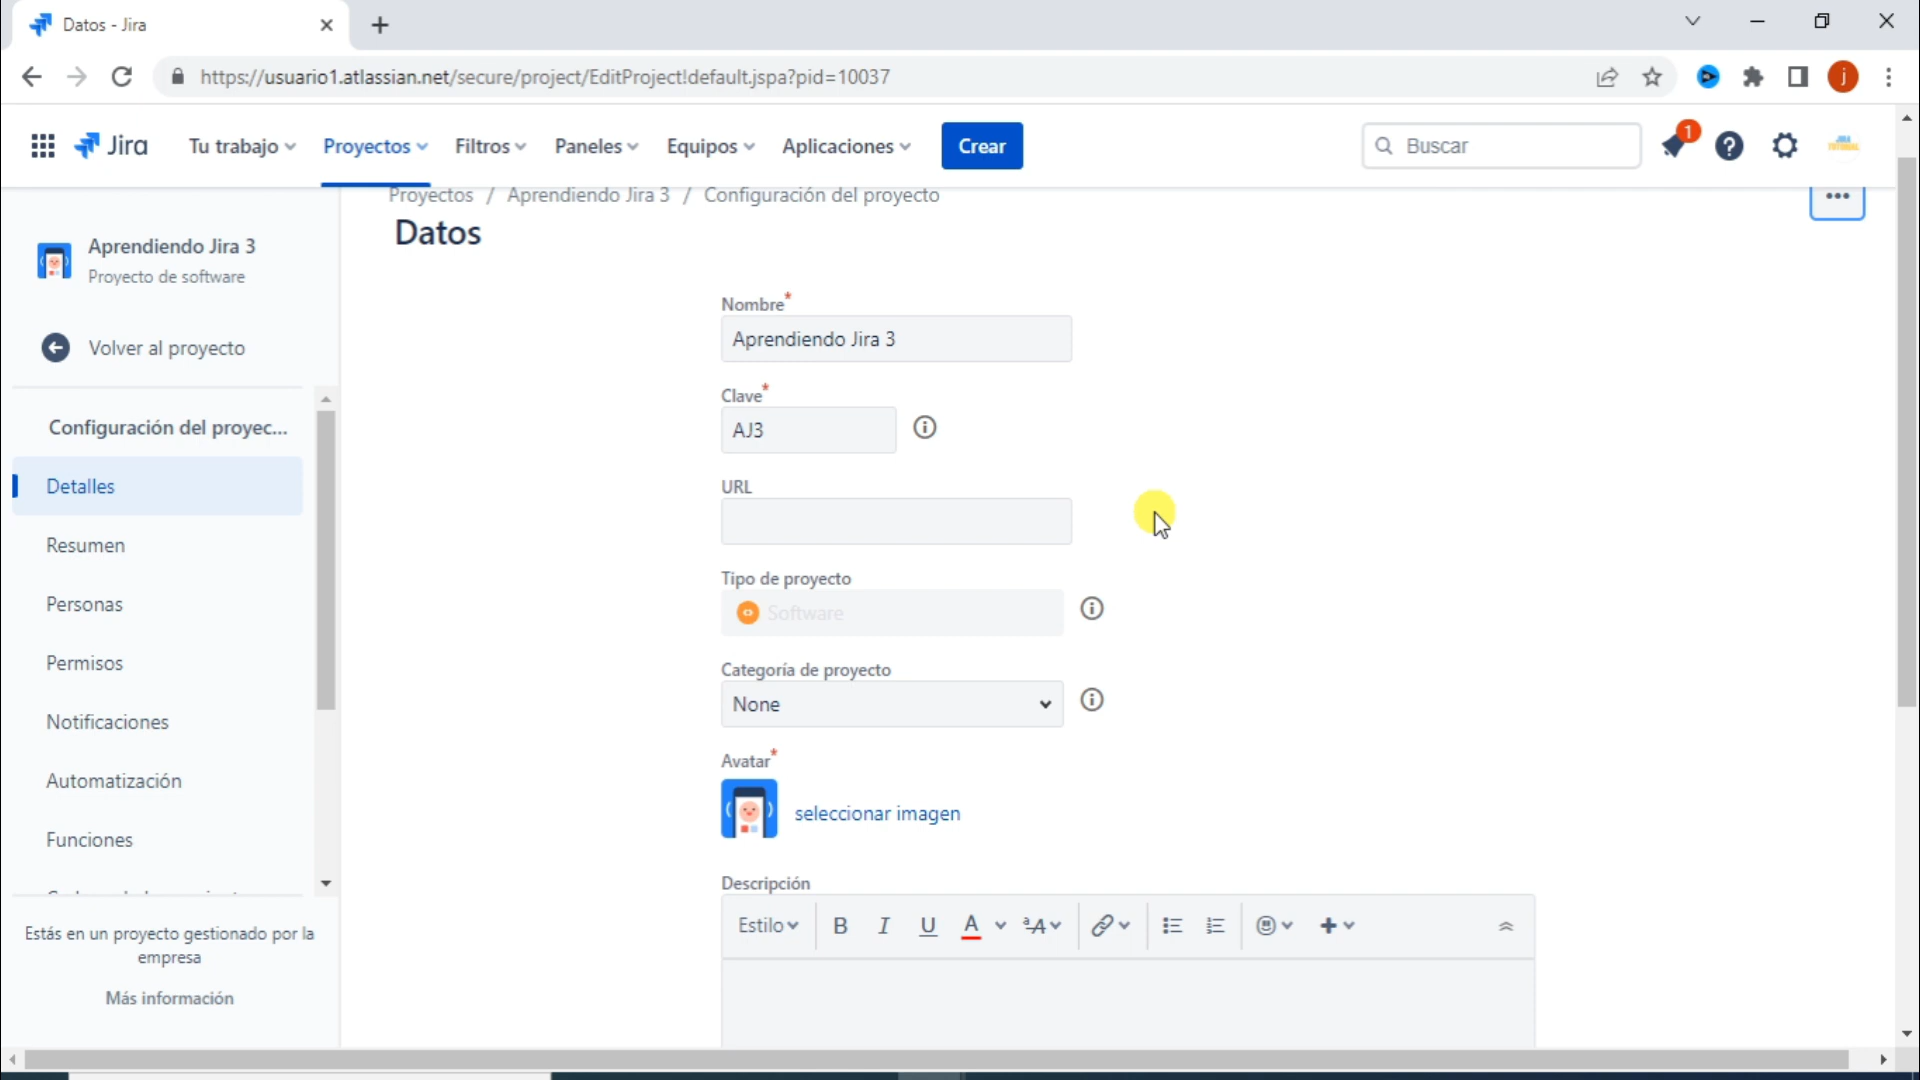 Datos - Jira
https://usuario1.atlassian.net/secure/project/EditProject!default.jspa?pid=10037
j
Jira
Tu trabajo
Proyectos
Filtros
Paneles
Equipos
Aplicaciones
Crear
Buscar
1
Proyectos / Aprendiendo Jira 3 / Configuración del proyecto
Datos
Aprendiendo Jira 3
Proyecto de software
Volver al proyecto
Configuración del proyec...
Detalles
Resumen
Personas
Permisos
Notificaciones
Automatización
Funciones
Estás en un proyecto gestionado por la
empresa
Más información
Nombre*
Aprendiendo Jira 3
Clave*
AJ3
URL
Tipo de proyecto
Software
Categoría de proyecto
None
Avatar*
seleccionar imagen
Descripción
Estilo B I U A ªA